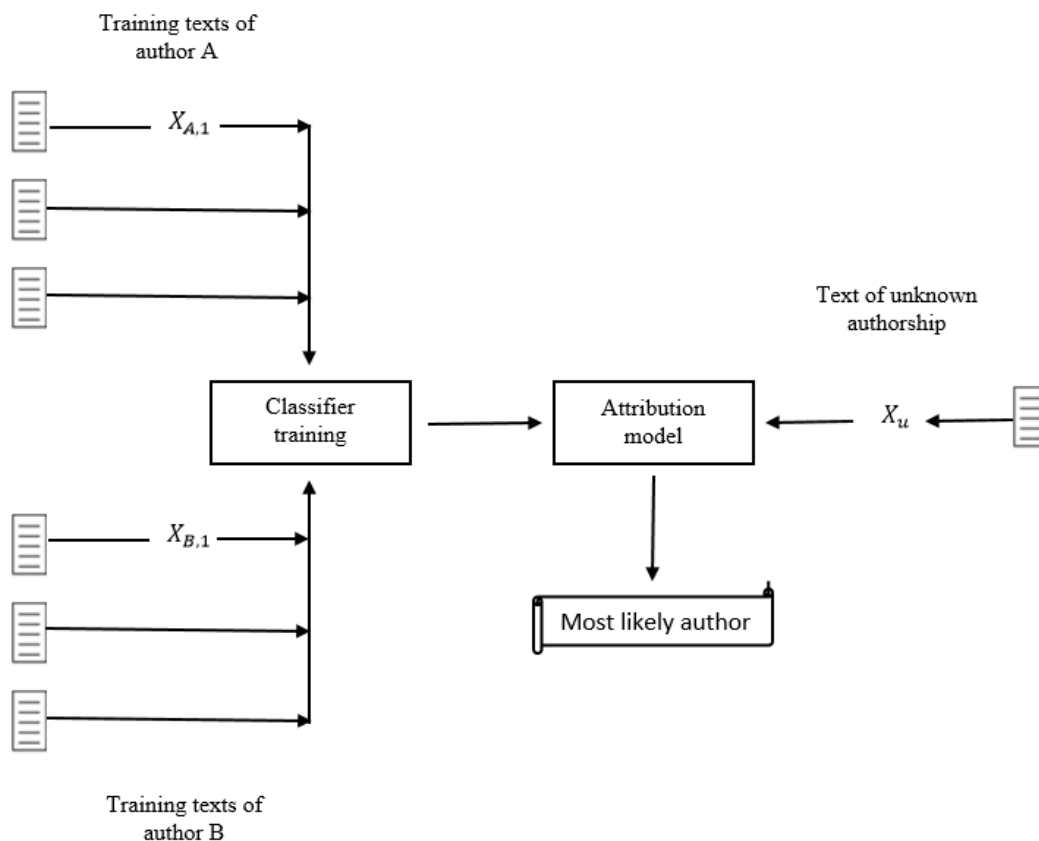 Training texts of
author A
X_{A,1}
Text of unknown
authorship
Classifier
training
Attribution
model
X_u
X_{B,1}
Most likely author
Training texts of
author B